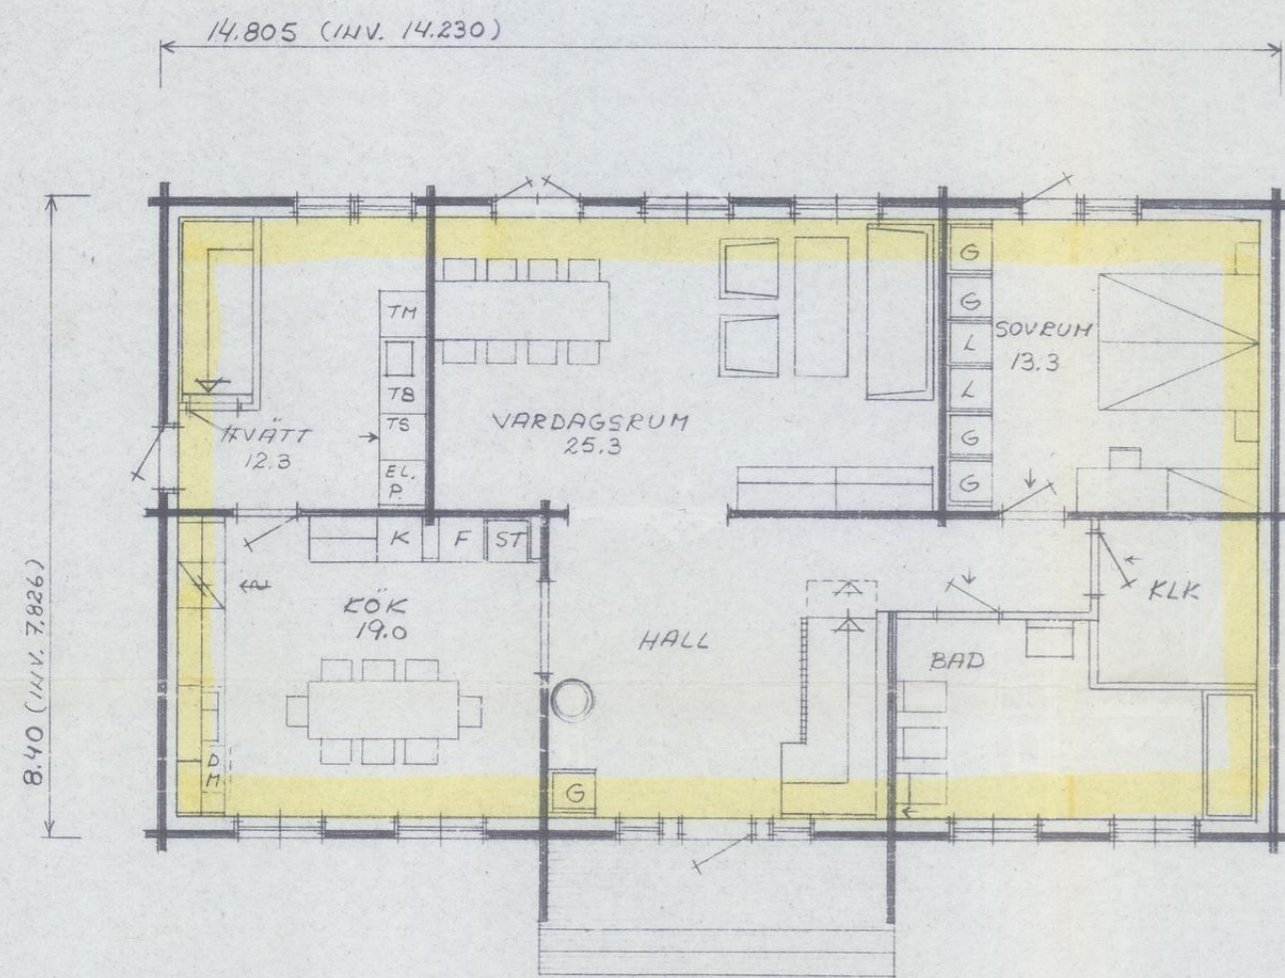 14.805 (INV. 14.230)
8.40 (INV. 7.826)
TM
TB
TS
EL.
P.
TVÄTT
12.3
VARDAGSRUM
25.3
G
G
L
L
G
G
SOVRUM
13.3
K
F
ST
KÖK
19.0
DM
HALL
G
BAD
KLK